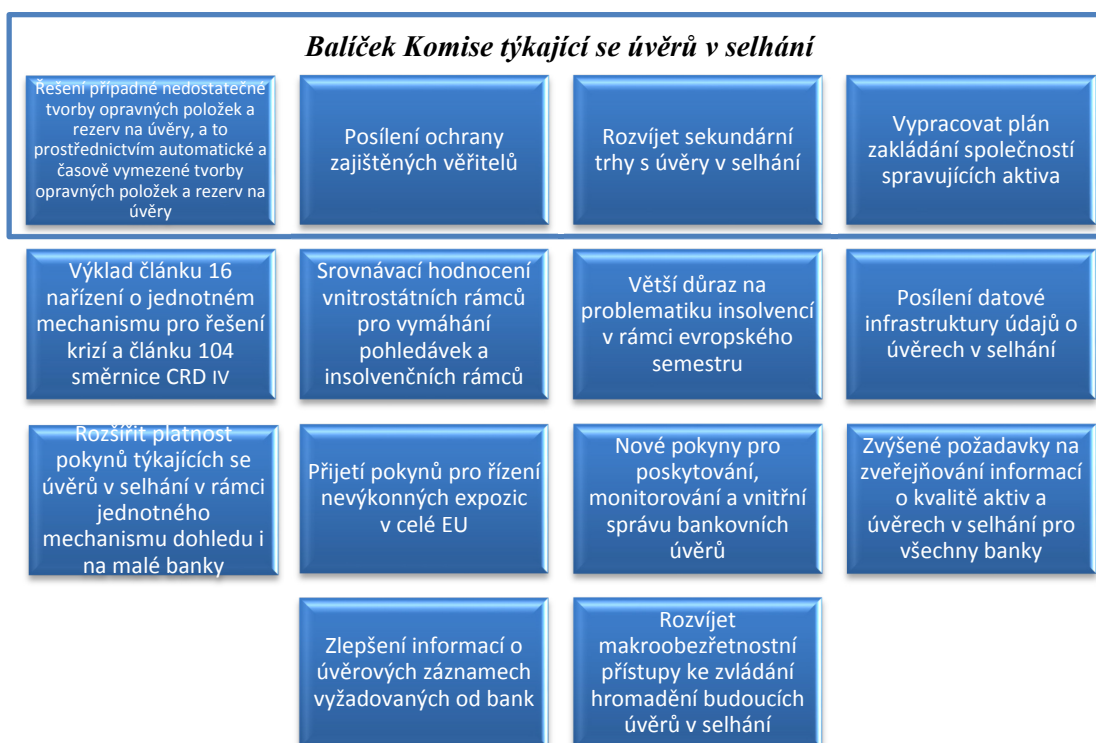 Balíček Komise týkající se úvěrů v selhání
Řešení případné nedostatečné
tvorby opravných položek a
rezerv na úvěry, a to
prostřednictvím automatické a
časově vymezené tvorby
opravných položek a rezerv na
úvěry
Posílení ochrany
zajištěných věřitelů
Rozvíjet sekundární
trhy s úvěry v selhání
Vypracovat plán
zakládání společností
spravujících aktiva
Výklad článku 16
nařízení o jednotném
mechanismu pro řešení
krizí a článku 104
směrnice CRD IV
Srovnávací hodnocení
vnitrostátních rámců
pro vymáhání
pohledávek a
insolvenčních rámců
Větší důraz na
problematiku insolvencí
v rámci evropského
semestru
Posílení datové
infrastruktury údajů o
úvěrech v selhání
Rozšířit platnost
pokynů týkajících se
úvěrů v selhání v rámci
jednotného
mechanismu dohledu i
na malé banky
Přijetí pokynů pro řízení
nevýkonných expozic
v celé EU
Nové pokyny pro
poskytování,
monitorování a vnitřní
správu bankovních
úvěrů
Zvýšené požadavky na
zveřejňování informací
o kvalitě aktiv a
úvěrech v selhání pro
všechny banky
Zlepšení informací o
úvěrových záznamech
vyžadovaných od bank
Rozvíjet
makroobezřetnostní
přístupy ke zvládání
hromadění budoucích
úvěrů v selhání